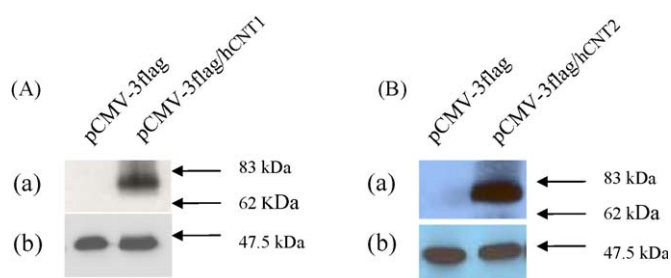 (A)
pCMV-3flag
pCMV-3flag/hCNT1
(a)
83 kDa
62 KDa
(b)
47.5 kDa
(B)
pCMV-3flag
pCMV-3flag/hCNT2
(a)
83 kDa
62 kDa
(b)
47.5 kDa